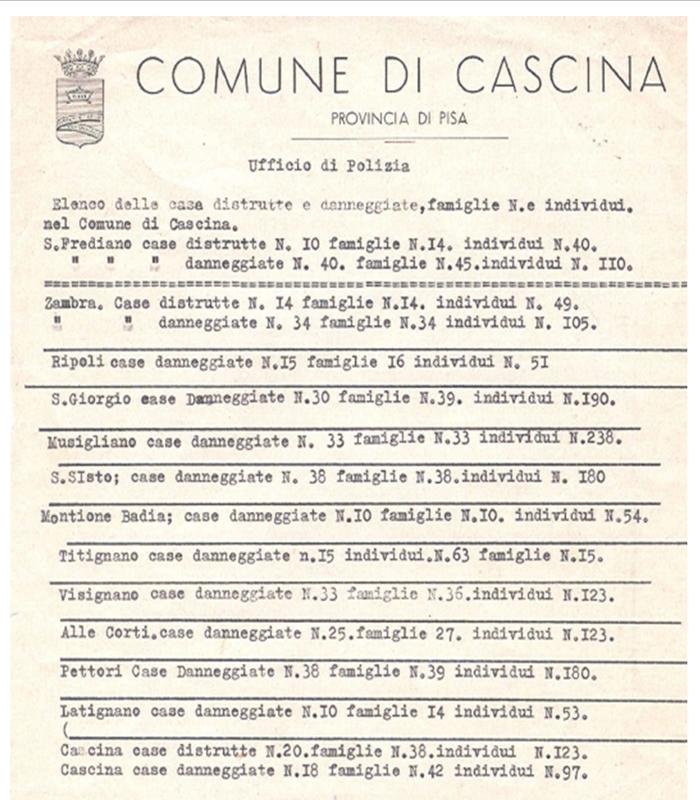 COMUNE DI CASCINA
PROVINCIA DI PISA
Ufficio di Polizia
Elenco delle casa distrutte e danneggiate,famiglie N.e individui.
nel Comune di Cascina.
S.Frediano case distrutte N. IO famiglie N.I4. individui N.40.
" " " danneggiate N. 40. famiglie N.45.individui N. IIO.
Zambra. Case distrutte N. I4 famiglie N.I4. individui N. 49.
" " danneggiate N. 34 famiglie N.34 individui N. IO5.
Ripoli case danneggiate N.I5 famiglie I6 individui N. 5I
S.Giorgio case Danneggiate N.30 famiglie N.39. individui N.I90.
Musigliano case danneggiate N. 33 famiglie N.33 individui N.238.
S.SIsto; case danneggiate N. 38 famiglie N.38.individui N. I80
Montione Badia; case danneggiate N.IO famiglie N.IO. individui N.54.
Titignano case danneggiate n.I5 individui.N.63 famiglie N.I5.
Visignano case danneggiate N.33 famiglie N.36.individui N.I23.
Alle Corti.case danneggiate N.25.famiglie 27. individui N.I23.
Pettori Case Danneggiate N.38 famiglie N.39 individui N.I80.
Latignano case danneggiate N.IO famiglie I4 individui N.53.
(
Cascina case distrutte N.20.famiglie N.38.individui N.I23.
Cascina case danneggiate N.I8 famiglie N.42 individui N.97.